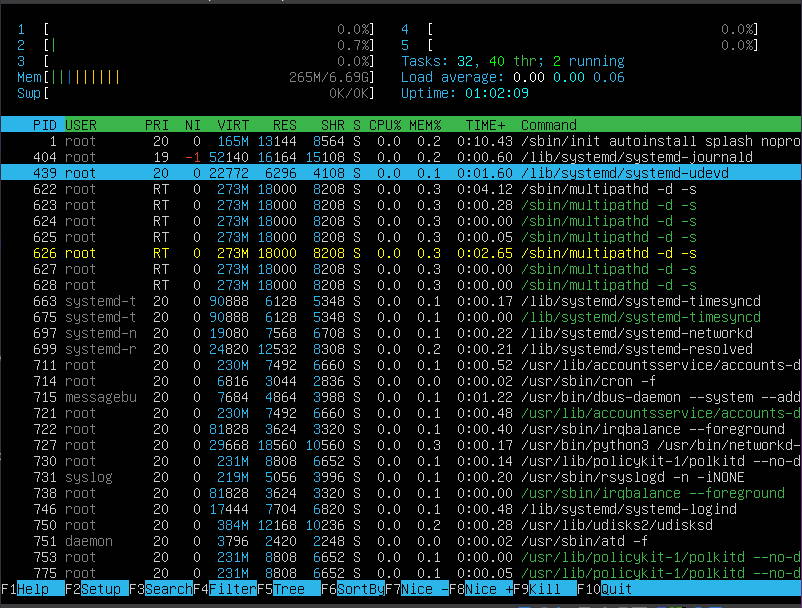 1 [ 0.0%] 4 [ 0.0%]
2 [| 0.7%] 5 [ 0.0%]
3 [ 0.0%] Tasks: 32, 40 thr; 2 running
Mem[||||||||| 265M/6.69G] Load average: 0.00 0.00 0.06
Swp[ 0K/0K] Uptime: 01:02:09
PID USER PRI NI VIRT RES SHR S CPU% MEM% TIME+ Command
1 root 20 0 165M 13144 8564 S 0.0 0.2 0:10.43 /sbin/init autoinstall splash nopro
404 root 19 -1 52140 16164 15108 S 0.0 0.2 0:00.60 /lib/systemd/systemd-journald
439 root 20 0 22772 6296 4108 S 0.0 0.1 0:01.60 /lib/systemd/systemd-udevd
622 root RT 0 273M 18000 8208 S 0.0 0.3 0:04.12 /sbin/multipathd -d -s
623 root RT 0 273M 18000 8208 S 0.0 0.3 0:00.28 /sbin/multipathd -d -s
624 root RT 0 273M 18000 8208 S 0.0 0.3 0:00.00 /sbin/multipathd -d -s
625 root RT 0 273M 18000 8208 S 0.0 0.3 0:00.05 /sbin/multipathd -d -s
626 root RT 0 273M 18000 8208 S 0.0 0.3 0:02.65 /sbin/multipathd -d -s
627 root RT 0 273M 18000 8208 S 0.0 0.3 0:00.00 /sbin/multipathd -d -s
628 root RT 0 273M 18000 8208 S 0.0 0.3 0:00.00 /sbin/multipathd -d -s
663 systemd-t 20 0 90888 6128 5348 S 0.0 0.1 0:00.17 /lib/systemd/systemd-timesyncd
675 systemd-t 20 0 90888 6128 5348 S 0.0 0.1 0:00.00 /lib/systemd/systemd-timesyncd
697 systemd-n 20 0 19080 7568 6708 S 0.0 0.1 0:00.22 /lib/systemd/systemd-networkd
699 systemd-r 20 0 24820 12532 8308 S 0.0 0.2 0:00.21 /lib/systemd/systemd-resolved
711 root 20 0 230M 7492 6660 S 0.0 0.1 0:00.52 /usr/lib/accountsservice/accounts-d
714 root 20 0 6816 3044 2836 S 0.0 0.0 0:00.02 /usr/sbin/cron -f
715 messagebu 20 0 7684 4864 3988 S 0.0 0.1 0:01.22 /usr/bin/dbus-daemon --system --add
721 root 20 0 230M 7492 6660 S 0.0 0.1 0:00.48 /usr/lib/accountsservice/accounts-d
722 root 20 0 81828 3624 3320 S 0.0 0.1 0:00.40 /usr/sbin/irqbalance --foreground
727 root 20 0 29668 18560 10560 S 0.0 0.3 0:00.17 /usr/bin/python3 /usr/bin/networkd-
730 root 20 0 231M 8808 6652 S 0.0 0.1 0:00.14 /usr/lib/policykit-1/polkitd --no-d
731 syslog 20 0 219M 5056 3996 S 0.0 0.1 0:00.20 /usr/sbin/rsyslogd -n -iNONE
738 root 20 0 81828 3624 3320 S 0.0 0.1 0:00.00 /usr/sbin/irqbalance --foreground
746 root 20 0 17444 7704 6820 S 0.0 0.1 0:00.48 /lib/systemd/systemd-logind
750 root 20 0 384M 12168 10236 S 0.0 0.2 0:00.28 /usr/lib/udisks2/udisksd
751 daemon 20 0 3796 2420 2248 S 0.0 0.0 0:00.02 /usr/sbin/atd -f
753 root 20 0 231M 8808 6652 S 0.0 0.1 0:00.00 /usr/lib/policykit-1/polkitd --no-d
775 root 20 0 231M 8808 6652 S 0.0 0.1 0:00.05 /usr/lib/policykit-1/polkitd --no-d
F1Help F2Setup F3SearchF4FilterF5Tree F6SortByF7Nice -F8Nice +F9Kill F10Quit